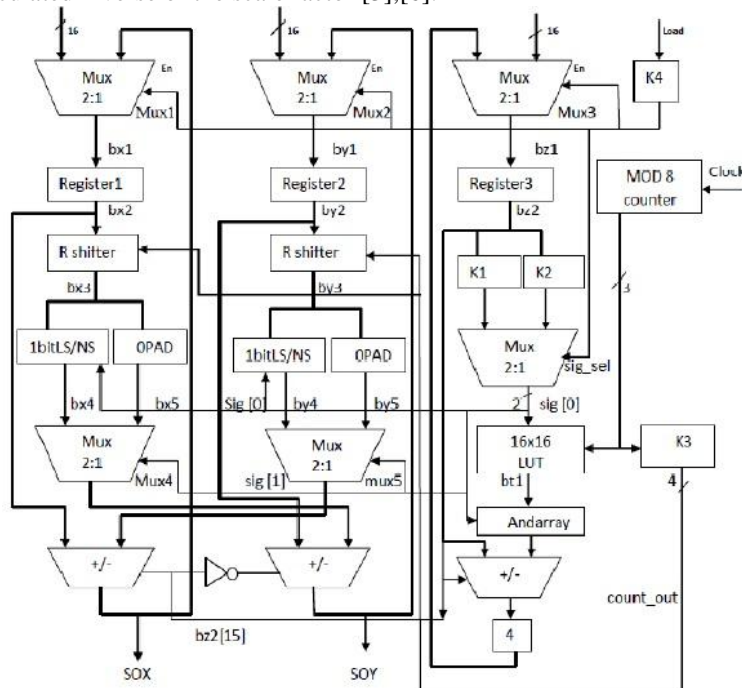 16 16 16 Load
Mux 2:1 En Mux 2:1 En Mux 2:1 En K4
Mux1 Mux2 Mux3
bx1 by1 bz1
Register1 Register2 Register3 MOD 8 counter Clock
bx2 by2 bz2
R shifter R shifter K1 K2 3
bx3 by3
1bitLS/NS 0PAD 1bitLS/NS 0PAD Mux 2:1 sig_sel
bx4 bx5 Sig [0] by4 by5 2 sig [0]
Mux 2:1 Mux 2:1 16x16 LUT K3
Mux4 sig [1] mux5 bt1 4
Andarray
+/- +/- +/-
count_out
bz2[15] 4
SOX SOY